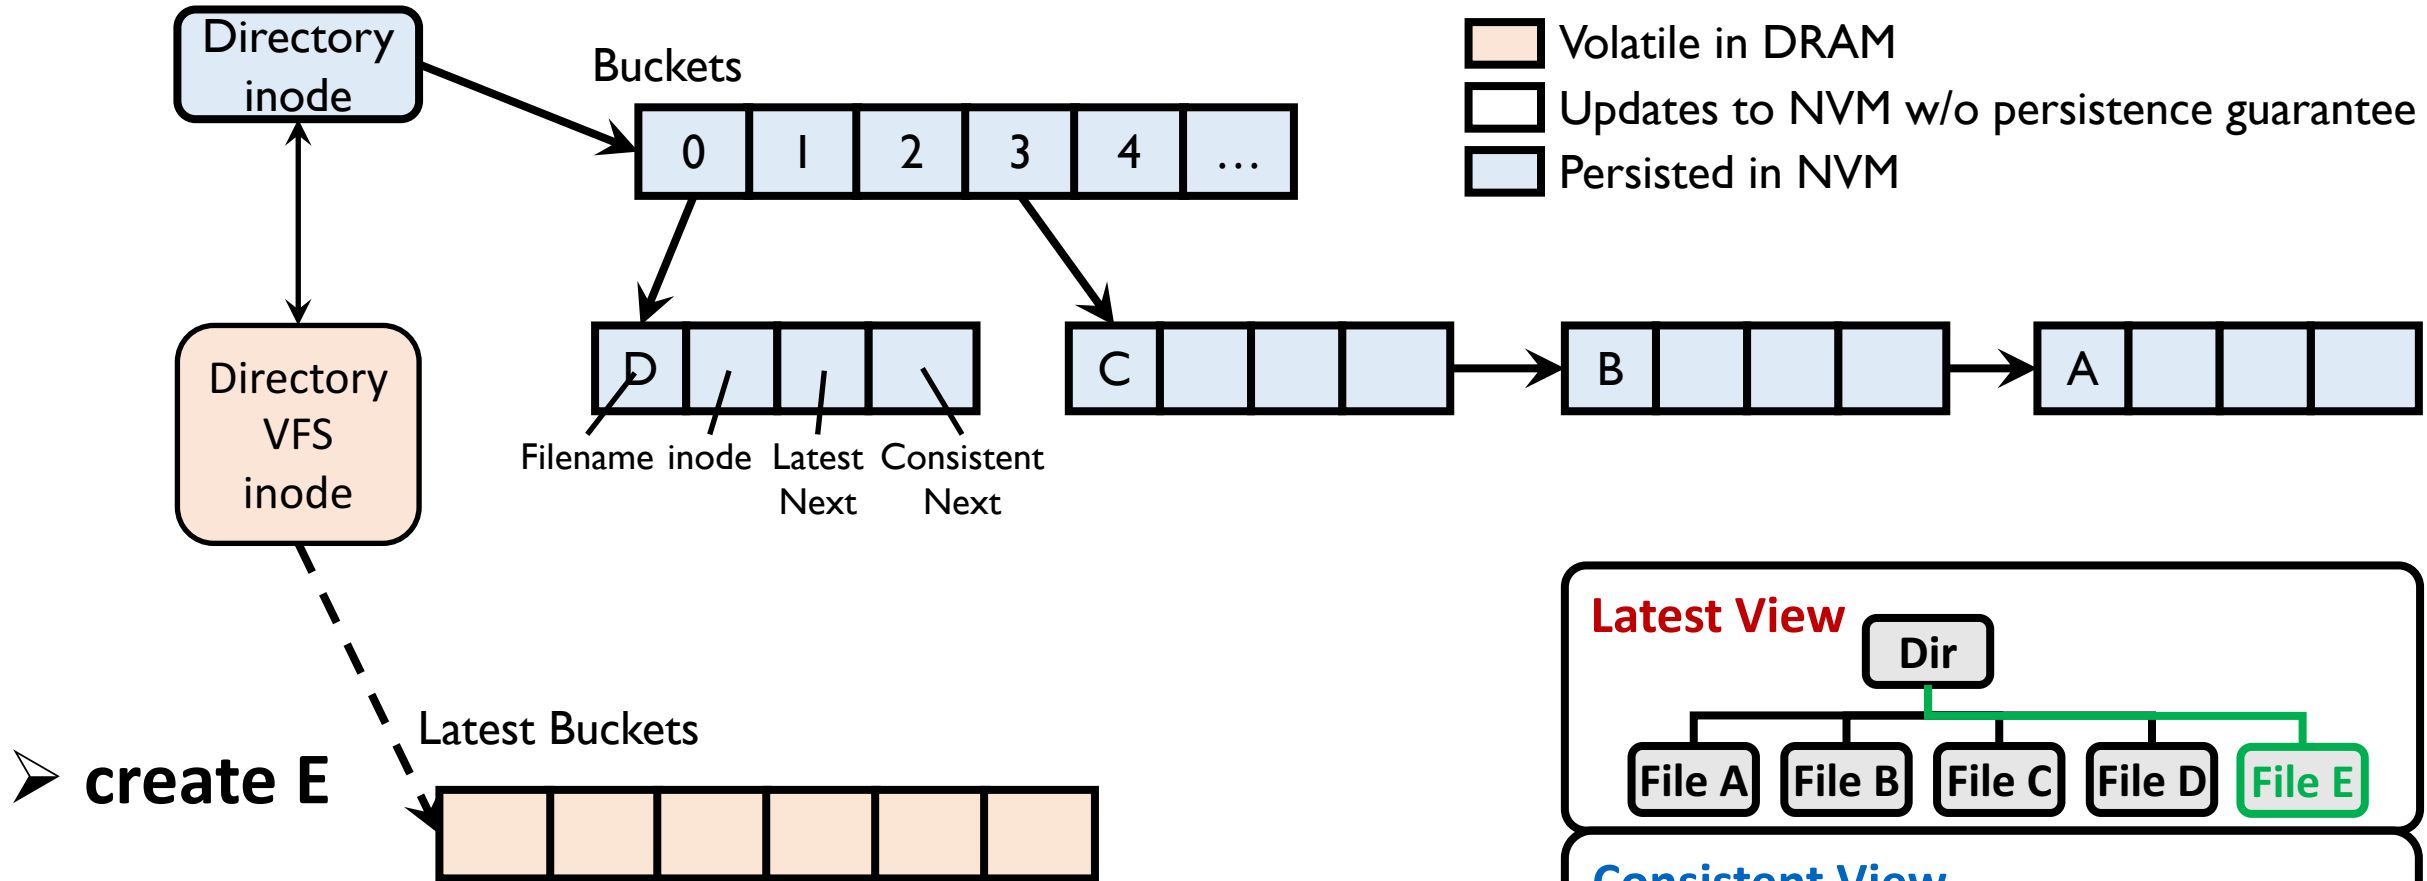 Directory
inode
Buckets
0 1 2 3 4 ...
Volatile in DRAM
Updates to NVM w/o persistence guarantee
Persisted in NVM
Directory
VFS
inode
D
C
B
A
Filename inode Latest Next Consistent Next
Latest View
Dir
File A File B File C File D File E
Latest Buckets
➢ create E
Consistent View